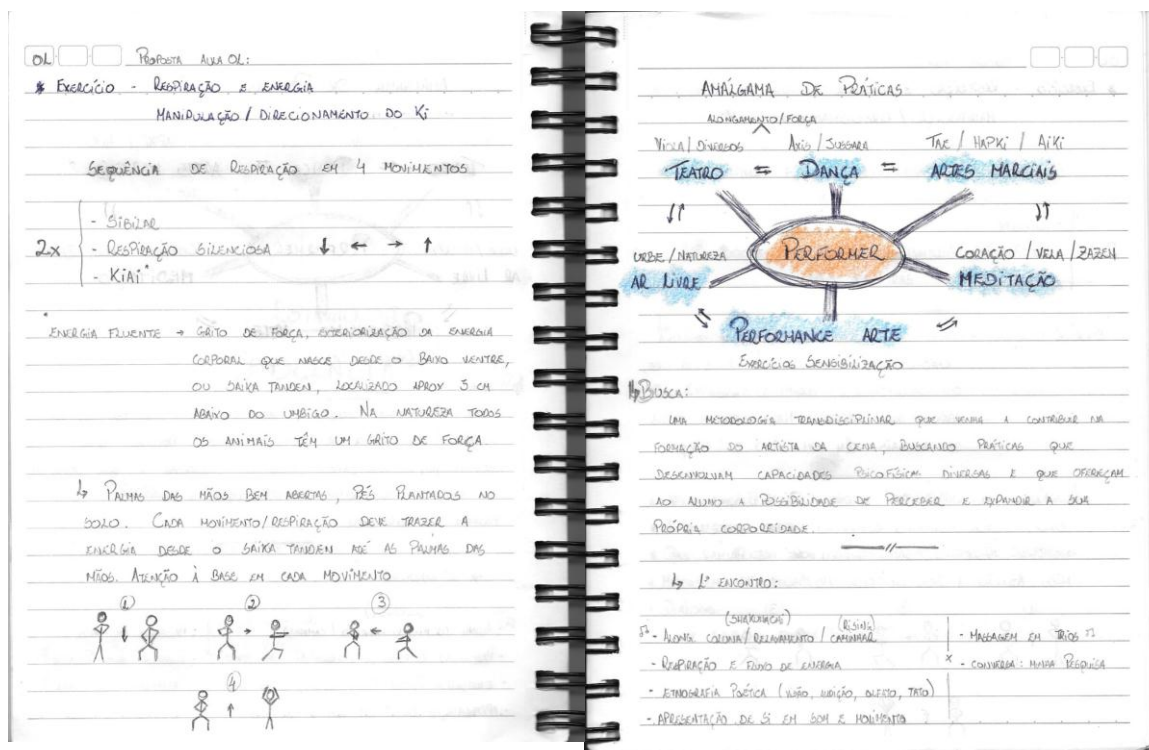 01 PROPOSTA AULA 01:
* EXERCÍCIO - RESPIRAÇÃO E ENERGIA
MANIPULAÇÃO / DIRECIONAMENTO DO Ki
SEQUÊNCIA DE RESPIRAÇÃO EM 4 MOVIMENTOS
- SIBILAR
2x - RESPIRAÇÃO SILENCIOSA ↓ ← → ↑
- KIAI*
* ENERGIA FLUENTE → GRITO DE FORÇA, EXTERIORIZAÇÃO DA ENERGIA
CORPORAL QUE NASCE DESDE O BAIXO VENTRE,
OU SAIKA TANDEN, LOCALIZADO APROX 3 CM
ABAIXO DO UMBIGO. NA NATUREZA TODOS
OS ANIMAIS TÊM UM GRITO DE FORÇA
↳ PALMAS DAS MÃOS BEM ABERTAS, PÉS PLANTADOS NO
SOLO. CADA MOVIMENTO/RESPIRAÇÃO DEVE TRAZER A
ENERGIA DESDE O SAIKA TANDEN ATÉ AS PALMAS DAS
MÃOS. ATENÇÃO À BASE EM CADA MOVIMENTO
1 ↓ 2 → 3 ←
4 ↑
AMÁLGAMA DE PRÁTICAS
ALONGAMENTO/FORÇA
/ DIVERSOS AXIS / JUSSARA TAE / HAPKI / AIKI
TEATRO ⇆ DANÇA ⇆ ARTES MARCIAIS
PERFORMER
URBE / NATUREZA CORAÇÃO / VELA / ZAZEN
AR LIVRE MEDITAÇÃO
PERFORMANCE ARTE
EXERCÍCIOS SENSIBILIZAÇÃO
↳ BUSCA:
UMA METODOLOGIA TRANSDISCIPLINAR QUE VENHA A CONTRIBUIR NA
FORMAÇÃO DO ARTISTA DA CENA, BUSCANDO PRÁTICAS QUE
DESENVOLVAM CAPACIDADES PSICOFÍSICAS DIVERSAS E QUE OFEREÇAM
AO ALUNO A POSSIBILIDADE DE PERCEBER E EXPANDIR A SUA
PRÓPRIA CORPOREIDADE.
↳ 1º ENCONTRO:
(SHAKUHACHI) (RISING)
♫ - ALONG. COLUNA / RELAXAMENTO / CAMINHAR
- RESPIRAÇÃO E FLUXO DE ENERGIA
- ETNOGRAFIA POÉTICA (VISÃO, AUDIÇÃO, OLFATO, TATO)
- APRESENTAÇÃO DE SI EM SOM E MOVIMENTO
- MASSAGEM EM TRIOS ♫
x - CONVERSA: MINHA PESQUISA